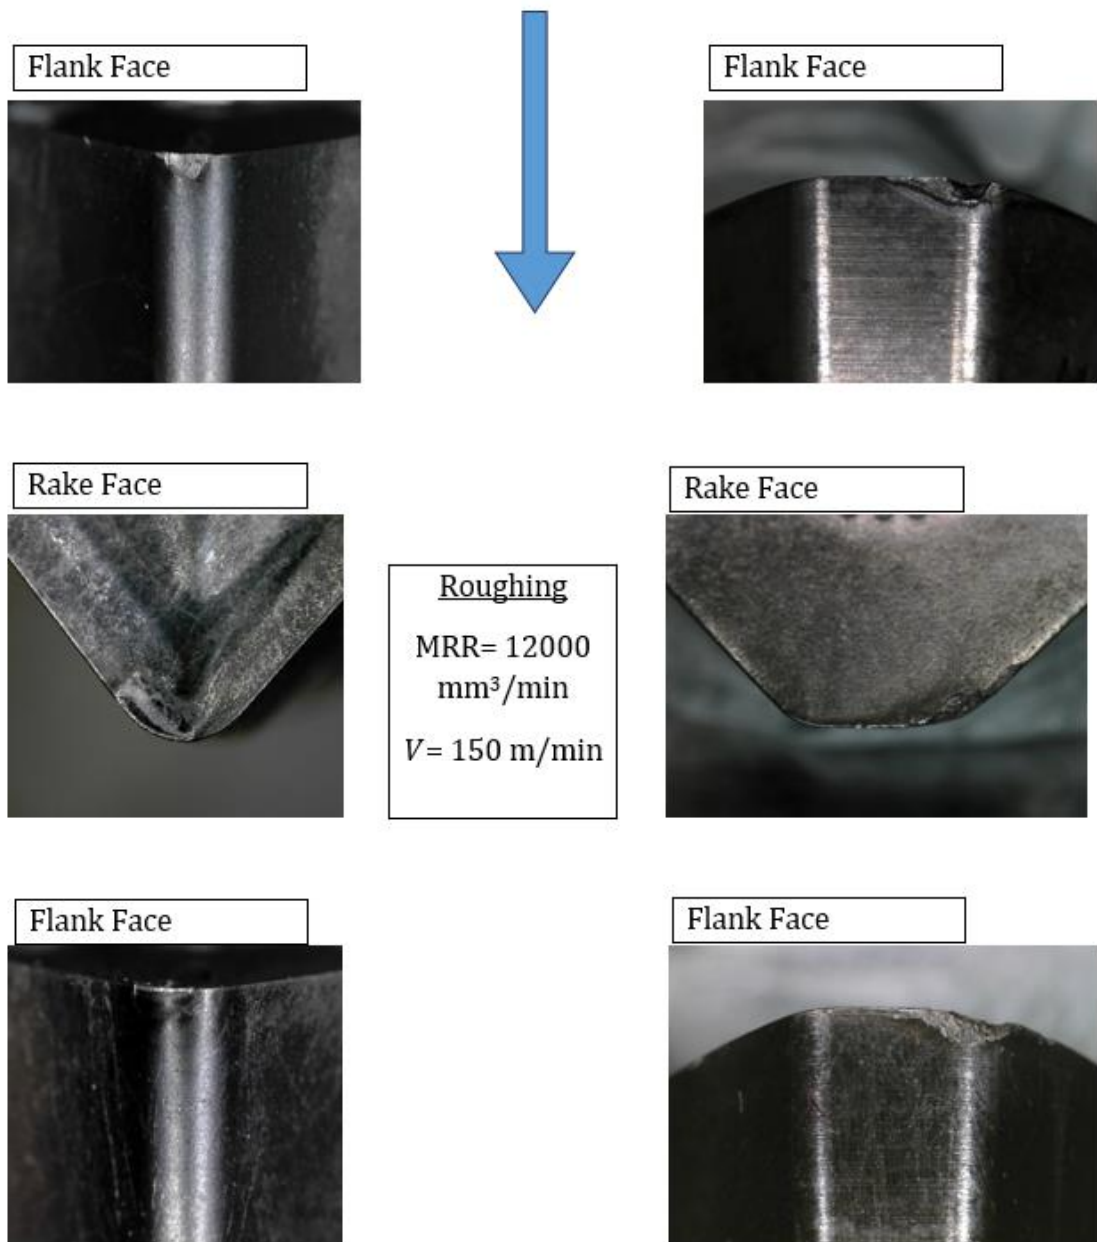 Flank Face
Flank Face
Rake Face
Rake Face
Roughing
MRR= 12000
mm³/min
V= 150 m/min
Flank Face
Flank Face